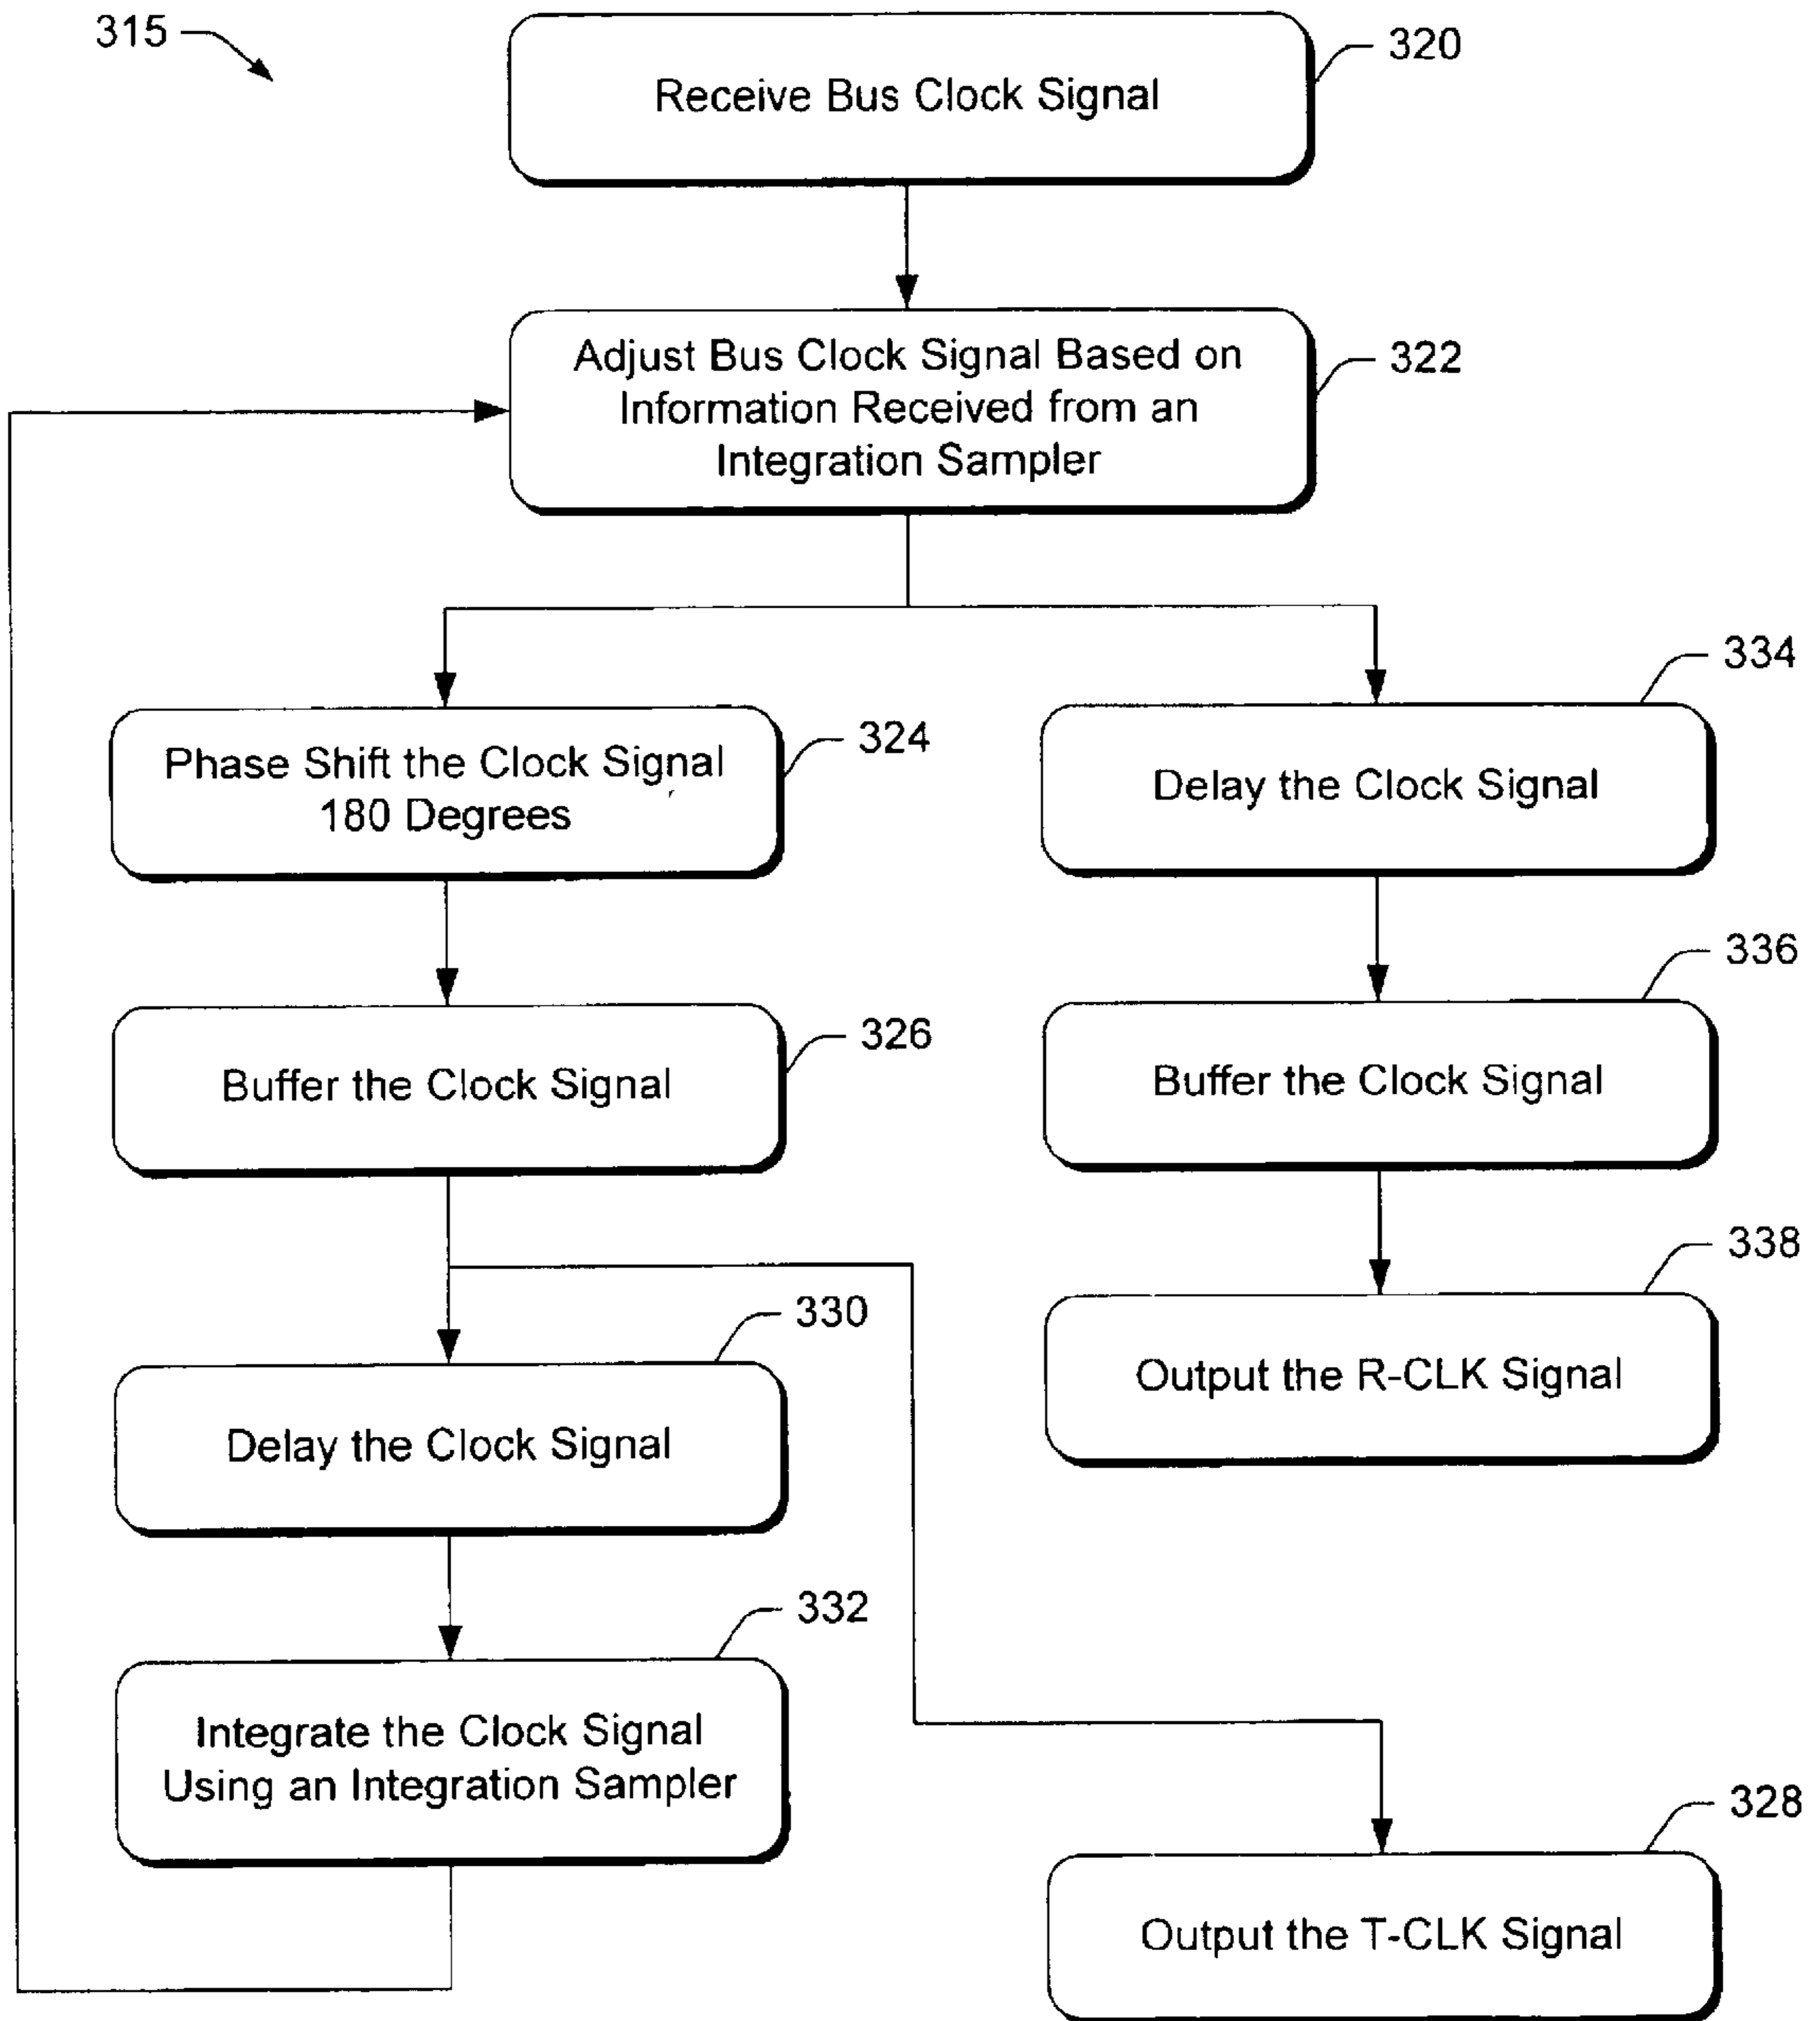 315
Receive Bus Clock Signal
320
Adjust Bus Clock Signal Based on
Information Received from an
Integration Sampler
322
Phase Shift the Clock Signal
180 Degrees
324
Delay the Clock Signal
334
Buffer the Clock Signal
326
Buffer the Clock Signal
336
Delay the Clock Signal
330
Output the R-CLK Signal
338
Integrate the Clock Signal
Using an Integration Sampler
332
Output the T-CLK Signal
328